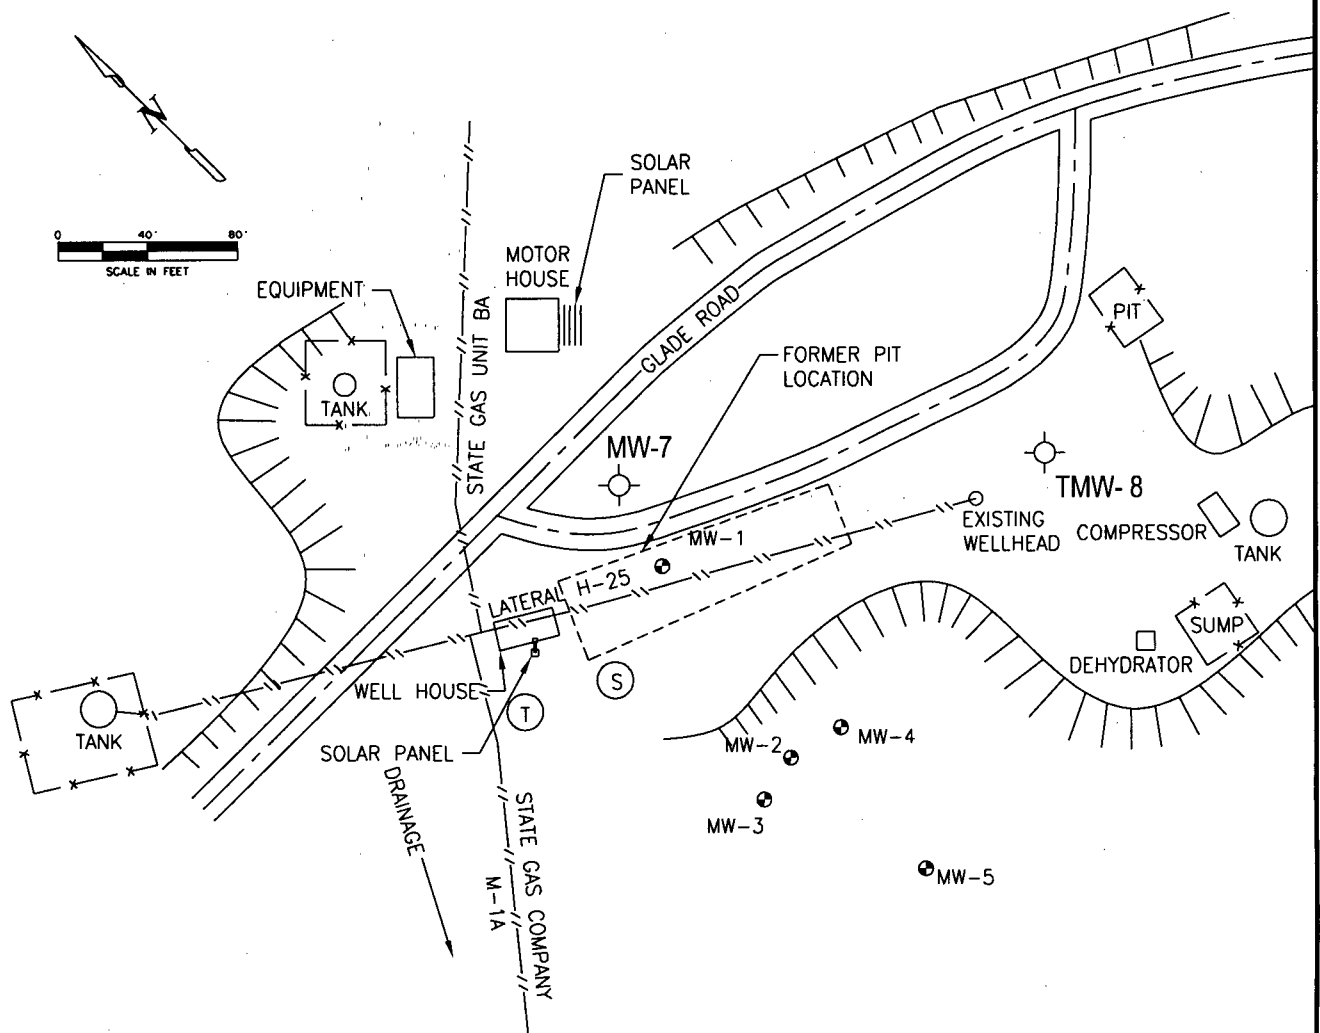 N
0 40' 80'
SCALE IN FEET
SOLAR
PANEL
MOTOR
HOUSE
EQUIPMENT
TANK
STATE GAS UNIT BA
GLADE ROAD
FORMER PIT
LOCATION
PIT
MW-7
TMW-8
EXISTING
WELLHEAD
COMPRESSOR
TANK
MW-1
LATERAL H-25
SUMP
DEHYDRATOR
S
WELL HOUSE
T
TANK
SOLAR PANEL
DRAINAGE
MW-2
MW-4
MW-3
MW-5
STATE GAS COMPANY
M-1A